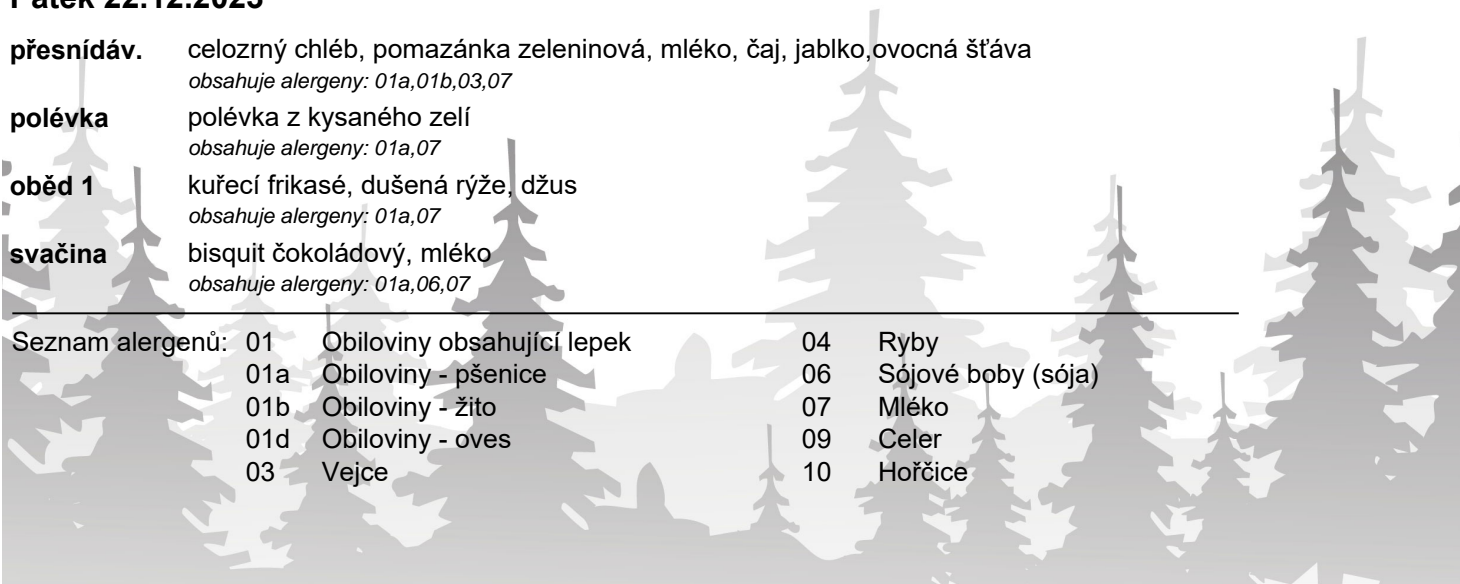 Pátek 22.12.2023
přesnídáv. celozrný chléb, pomazánka zeleninová, mléko, čaj, jablko,ovocná šťáva
obsahuje alergeny: 01a,01b,03,07
polévka polévka z kysaného zelí
obsahuje alergeny: 01a,07
oběd 1 kuřecí frikasé, dušená rýže, džus
obsahuje alergeny: 01a,07
svačina bisquit čokoládový, mléko
obsahuje alergeny: 01a,06,07
Seznam alergenů: 01 Obiloviny obsahující lepek 04 Ryby
01a Obiloviny - pšenice 06 Sójové boby (sója)
01b Obiloviny - žito 07 Mléko
01d Obiloviny - oves 09 Celer
03 Vejce 10 Hořčice